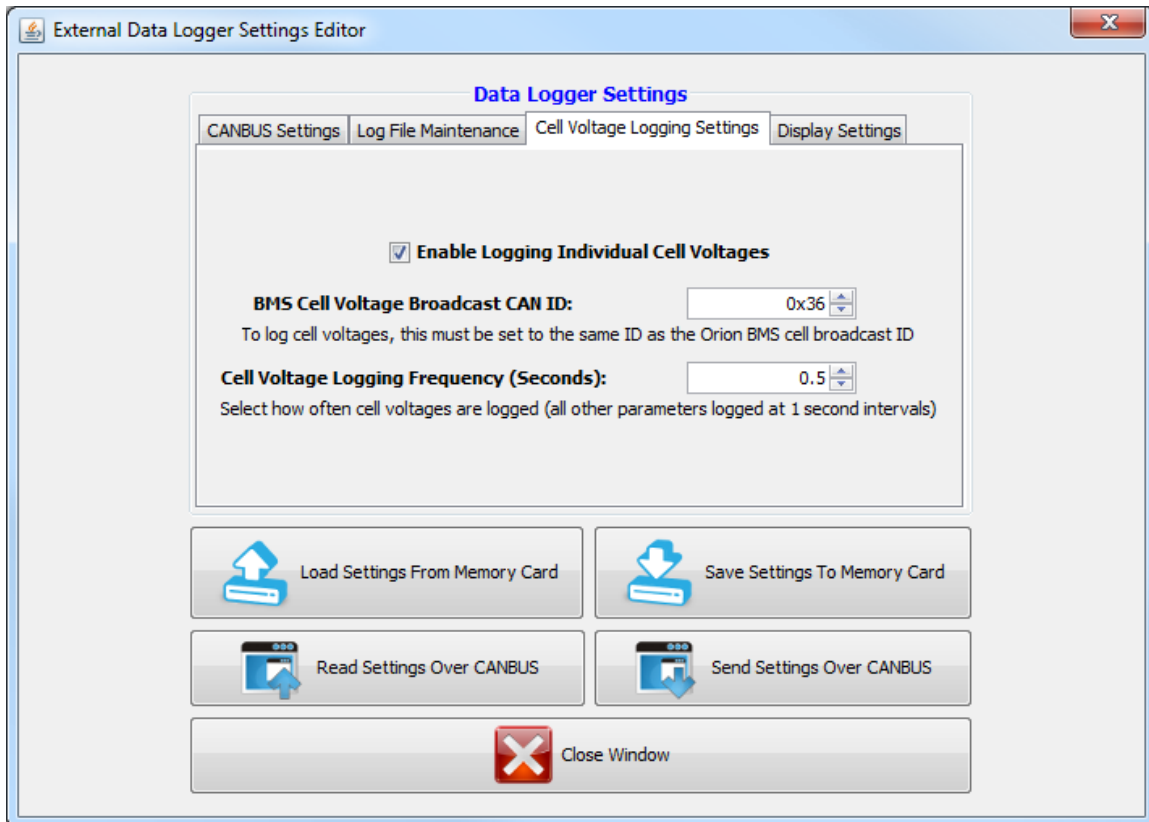 External Data Logger Settings Editor
Data Logger Settings
CANBUS Settings Log File Maintenance Cell Voltage Logging Settings Display Settings
Enable Logging Individual Cell Voltages
BMS Cell Voltage Broadcast CAN ID: 0x36
To log cell voltages, this must be set to the same ID as the Orion BMS cell broadcast ID
Cell Voltage Logging Frequency (Seconds): 0.5
Select how often cell voltages are logged (all other parameters logged at 1 second intervals)
Load Settings From Memory Card Save Settings To Memory Card
Read Settings Over CANBUS Send Settings Over CANBUS
Close Window